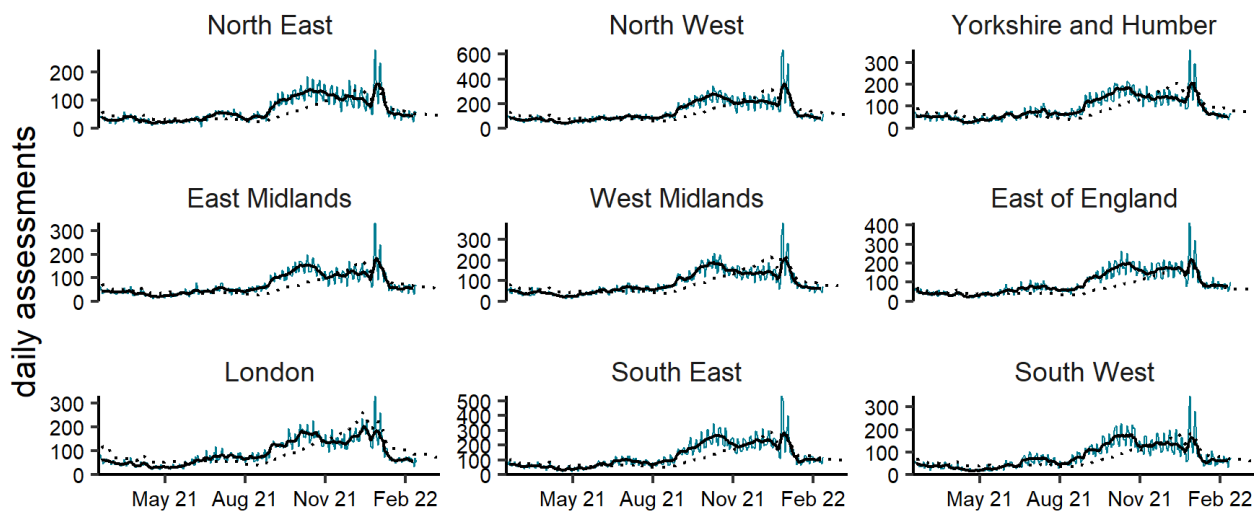 daily assessments
North East
North West
Yorkshire and Humber
200
100
0
600
400
200
0
300
200
100
0
East Midlands
West Midlands
East of England
300
200
100
0
300
200
100
0
400
300
200
100
0
London
South East
South West
300
200
100
0
500
400
300
200
100
0
300
200
100
0
May 21 Aug 21 Nov 21 Feb 22
May 21 Aug 21 Nov 21 Feb 22
May 21 Aug 21 Nov 21 Feb 22